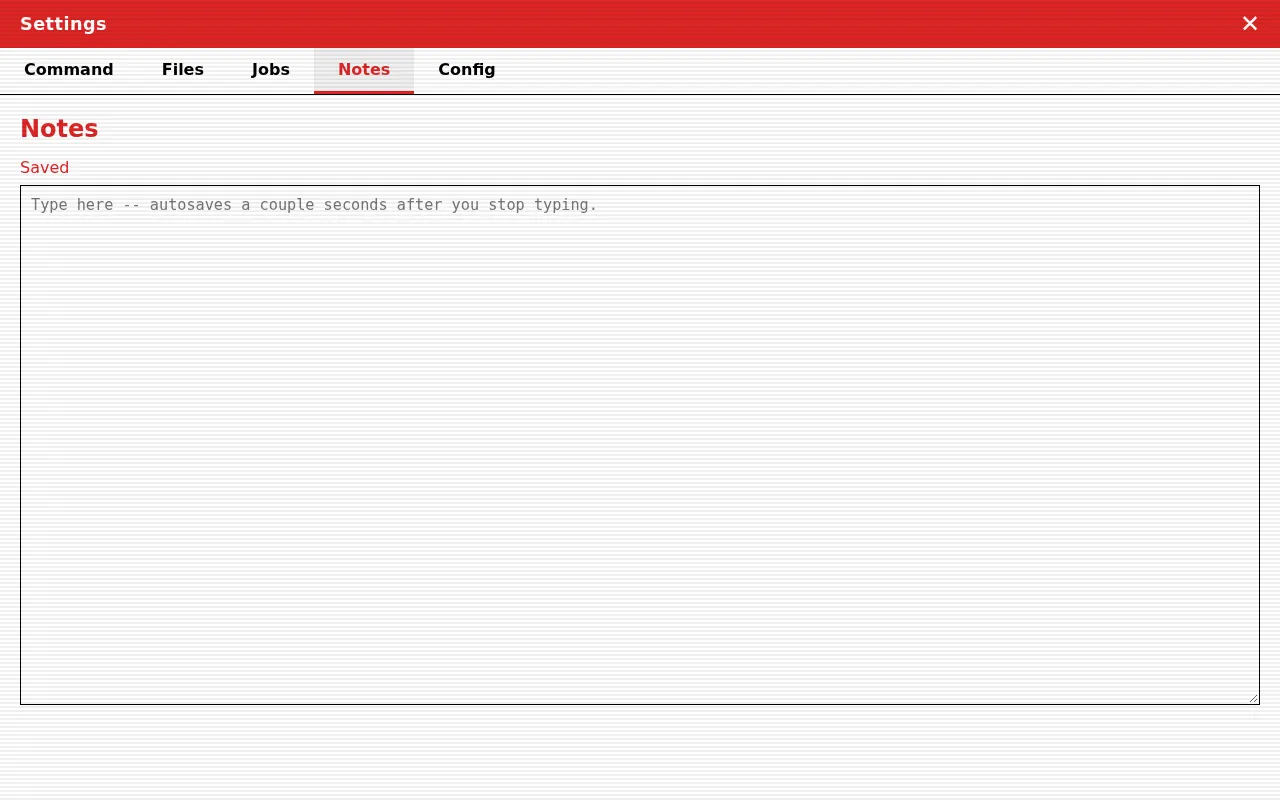 Settings ✕
Command Files Jobs Notes Config
Notes
Saved
Type here -- autosaves a couple seconds after you stop typing.